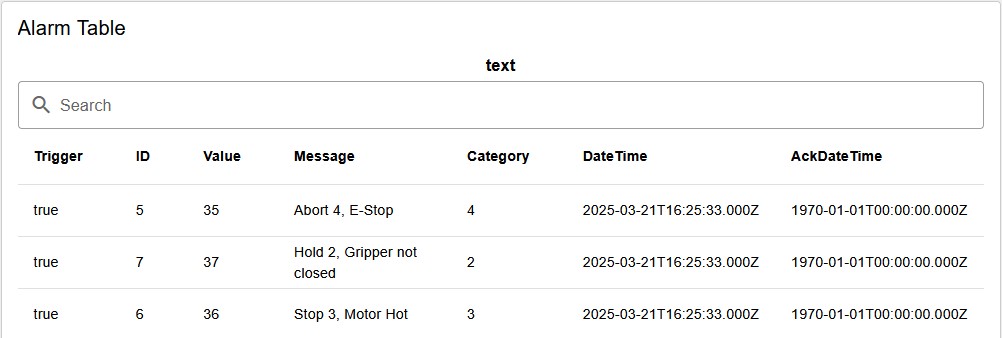 Alarm Table
text
Search
Trigger ID Value Message Category DateTime AckDateTime
true 5 35 Abort 4, E-Stop 4 2025-03-21T16:25:33.000Z 1970-01-01T00:00:00.000Z
true 7 37 Hold 2, Gripper not closed 2 2025-03-21T16:25:33.000Z 1970-01-01T00:00:00.000Z
true 6 36 Stop 3, Motor Hot 3 2025-03-21T16:25:33.000Z 1970-01-01T00:00:00.000Z